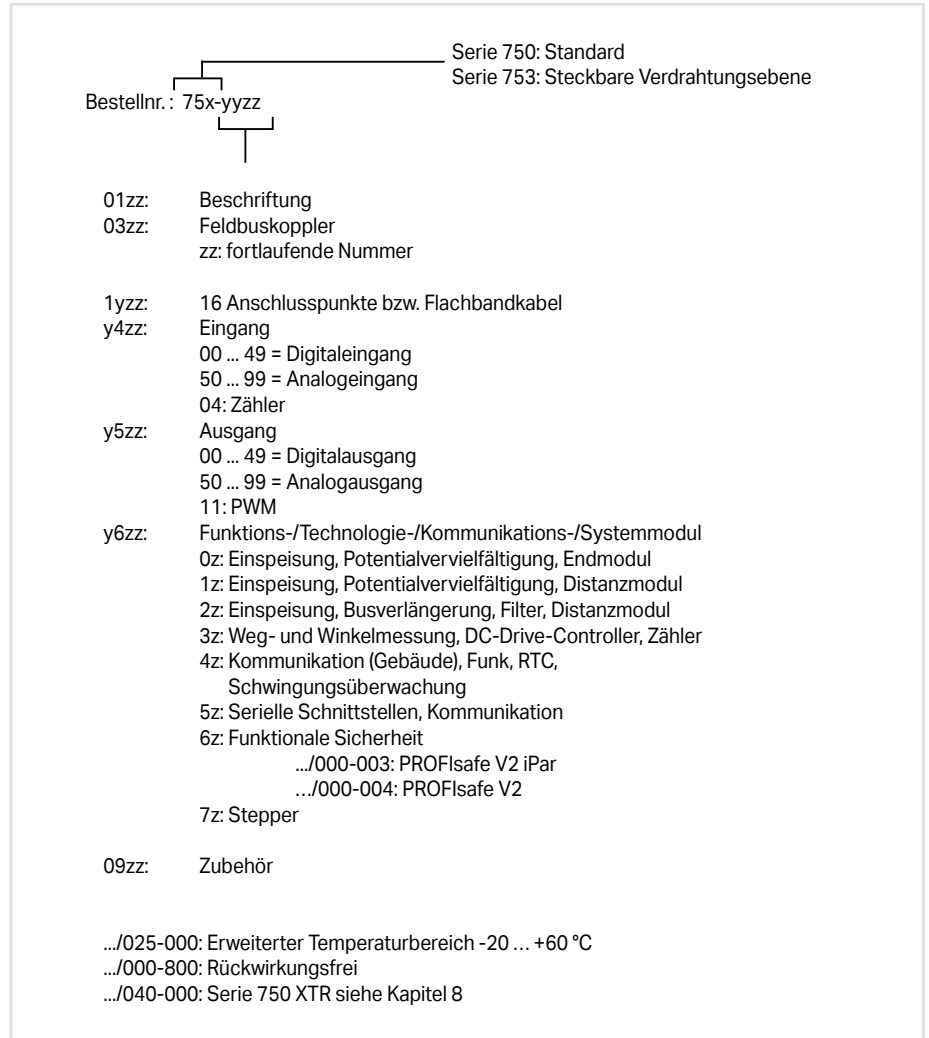 Serie 750: Standard
Serie 753: Steckbare Verdrahtungsebene
Bestellnr. : 75x-yyzz
01zz: Beschriftung
03zz: Feldbuskoppler
zz: fortlaufende Nummer
1yzz: 16 Anschlusspunkte bzw. Flachbandkabel
y4zz: Eingang
00 ... 49 = Digitaleingang
50 ... 99 = Analogeingang
04: Zähler
y5zz: Ausgang
00 ... 49 = Digitalausgang
50 ... 99 = Analogausgang
11: PWM
y6zz: Funktions-/Technologie-/Kommunikations-/Systemmodul
0z: Einspeisung, Potentialvervielfältigung, Endmodul
1z: Einspeisung, Potentialvervielfältigung, Distanzmodul
2z: Einspeisung, Busverlängerung, Filter, Distanzmodul
3z: Weg- und Winkelmessung, DC-Drive-Controller, Zähler
4z: Kommunikation (Gebäude), Funk, RTC,
Schwingungsüberwachung
5z: Serielle Schnittstellen, Kommunikation
6z: Funktionale Sicherheit
.../000-003: PROFIsafe V2 iPar
…/000-004: PROFIsafe V2
7z: Stepper
09zz: Zubehör
.../025-000: Erweiterter Temperaturbereich -20 … +60 °C
.../000-800: Rückwirkungsfrei
.../040-000: Serie 750 XTR siehe Kapitel 8